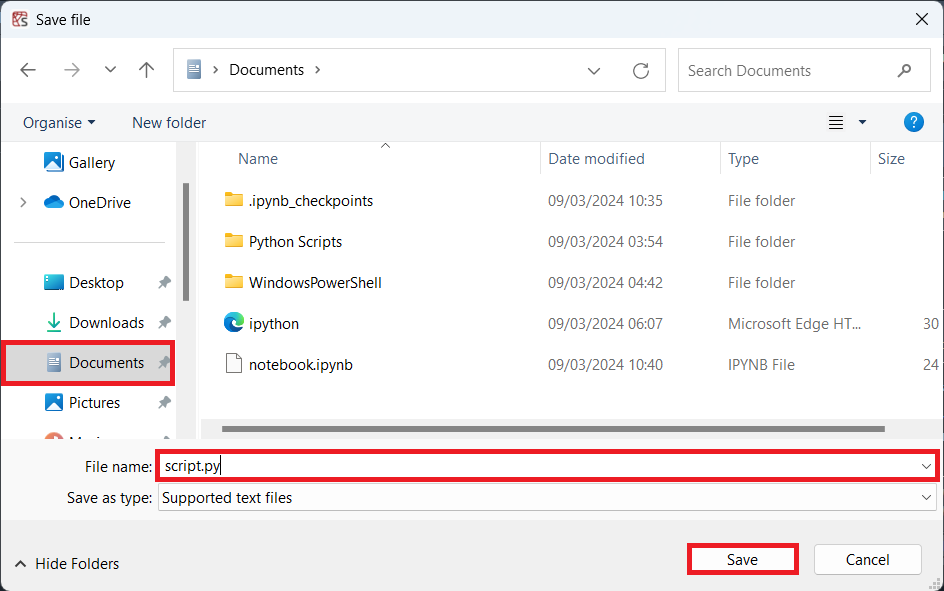 Save file
Documents
Search Documents
Organise New folder
Gallery
OneDrive
Desktop
Downloads
Documents
Pictures
Name Date modified Type Size
.ipynb_checkpoints 09/03/2024 10:35 File folder
Python Scripts 09/03/2024 03:54 File folder
WindowsPowerShell 09/03/2024 04:42 File folder
ipython 09/03/2024 06:07 Microsoft Edge HT... 30
notebook.ipynb 09/03/2024 10:40 IPYNB File 24
File name: script.py
Save as type: Supported text files
Hide Folders
Save Cancel